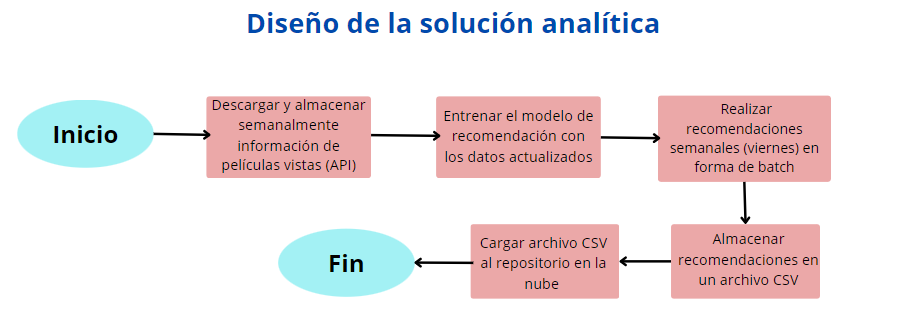 Diseño de la solución analítica
Inicio
Descargar y almacenar
semanalmente
información de
películas vistas (API)
Entrenar el modelo de
recomendación con
los datos actualizados
Realizar
recomendaciones
semanales (viernes) en
forma de batch
Almacenar
recomendaciones en
un archivo CSV
Cargar archivo CSV
al repositorio en la
nube
Fin